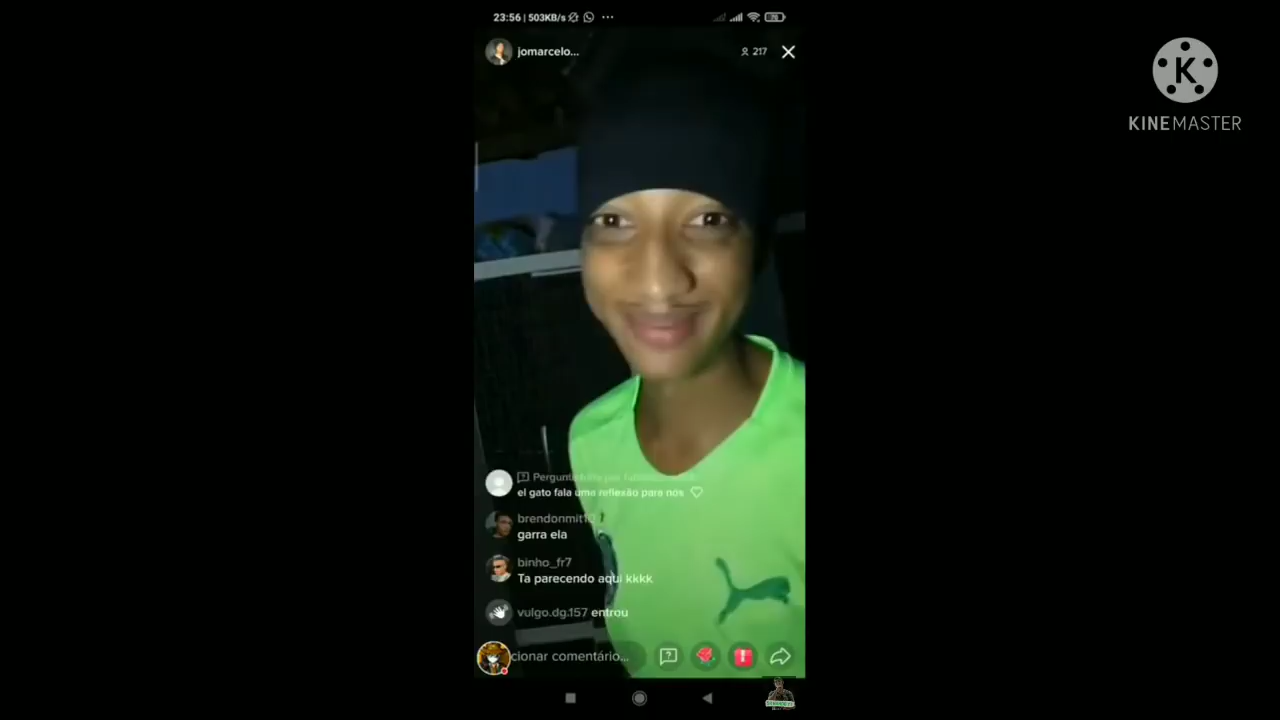 23:56 | 503KB/s
jomarcelo...
217
KINEMASTER
el gato fala uma reflexão para nós
brendonmit
garra ela
binho_fr7
Ta parecendo aqui kkkk
vulgo.dg.157 entrou
cionar comentário...